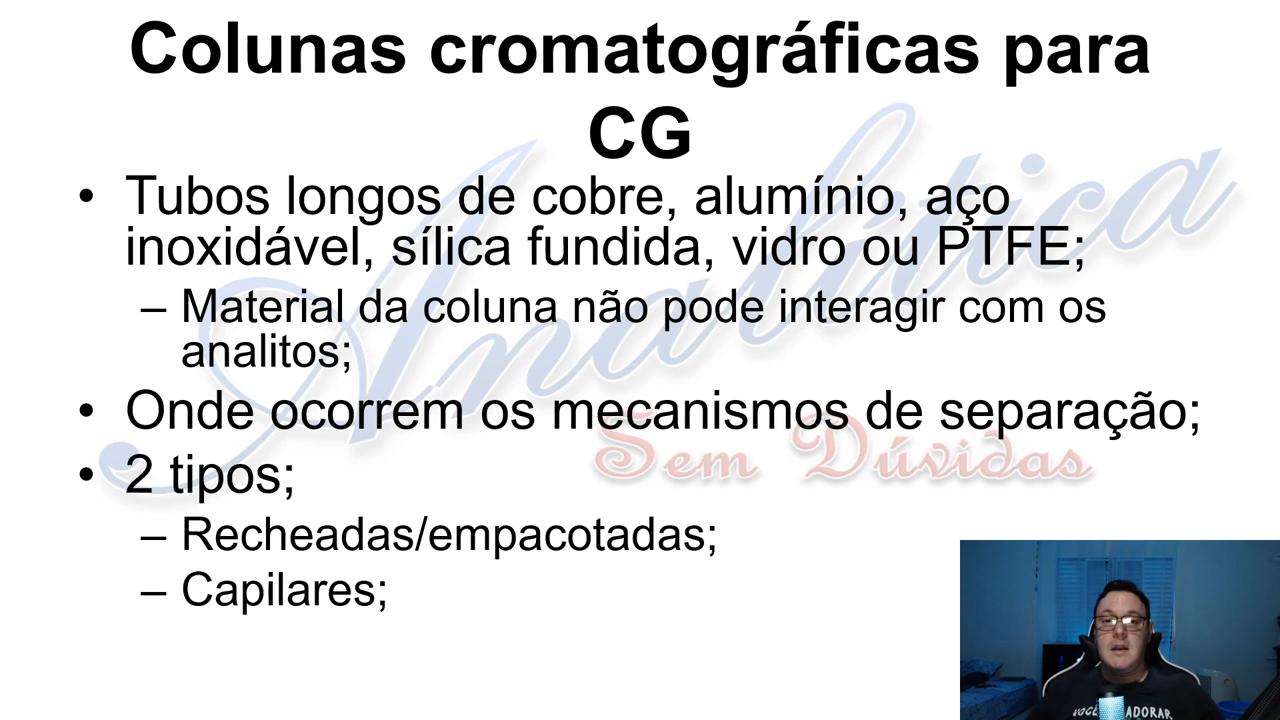 Colunas cromatográficas para
CG
• Tubos longos de cobre, alumínio, aço
inoxidável, sílica fundida, vidro ou PTFE;
– Material da coluna não pode interagir com os
analitos;
• Onde ocorrem os mecanismos de separação;
• 2 tipos;
– Recheadas/empacotadas;
– Capilares;
Analítica
Sem Dúvidas
ADORAR